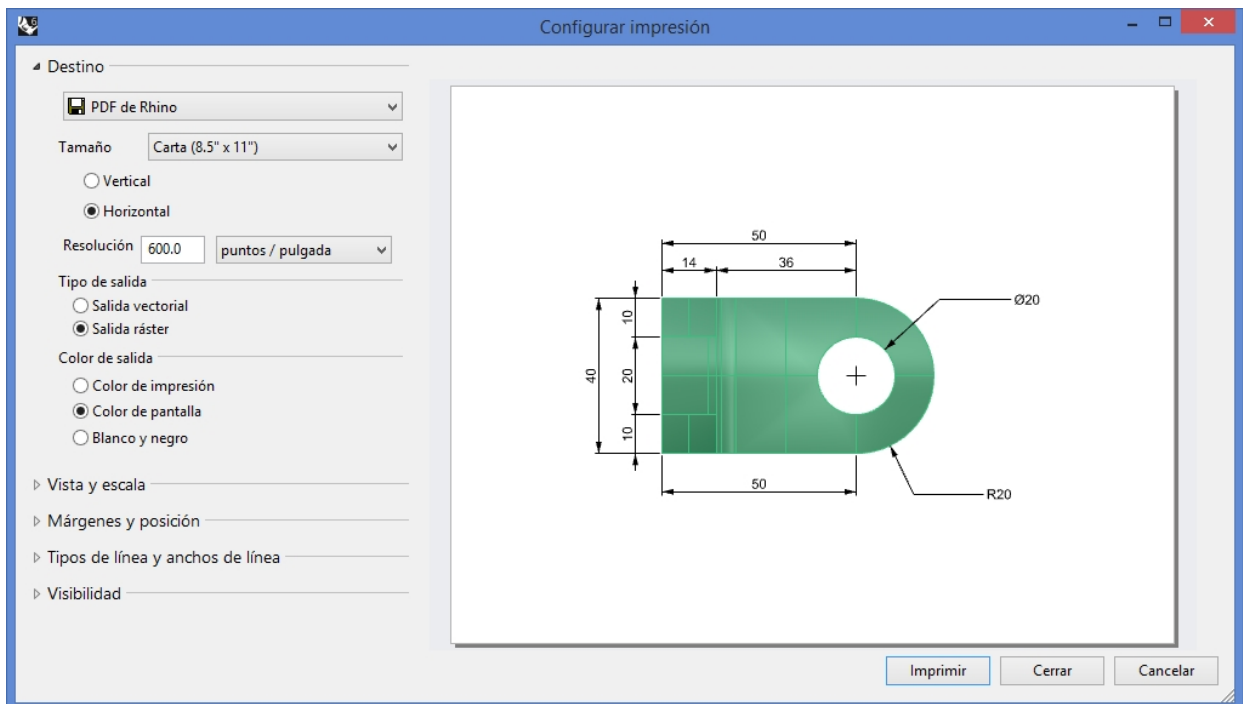 Configurar impresión
Destino
PDF de Rhino
Tamaño Carta (8.5" x 11")
Vertical
Horizontal
Resolución 600.0 puntos / pulgada
Tipo de salida
Salida vectorial
Salida ráster
Color de salida
Color de impresión
Color de pantalla
Blanco y negro
Vista y escala
Márgenes y posición
Tipos de línea y anchos de línea
Visibilidad
50
14 36
Ø20
10
40 20
10
50
R20
Imprimir Cerrar Cancelar